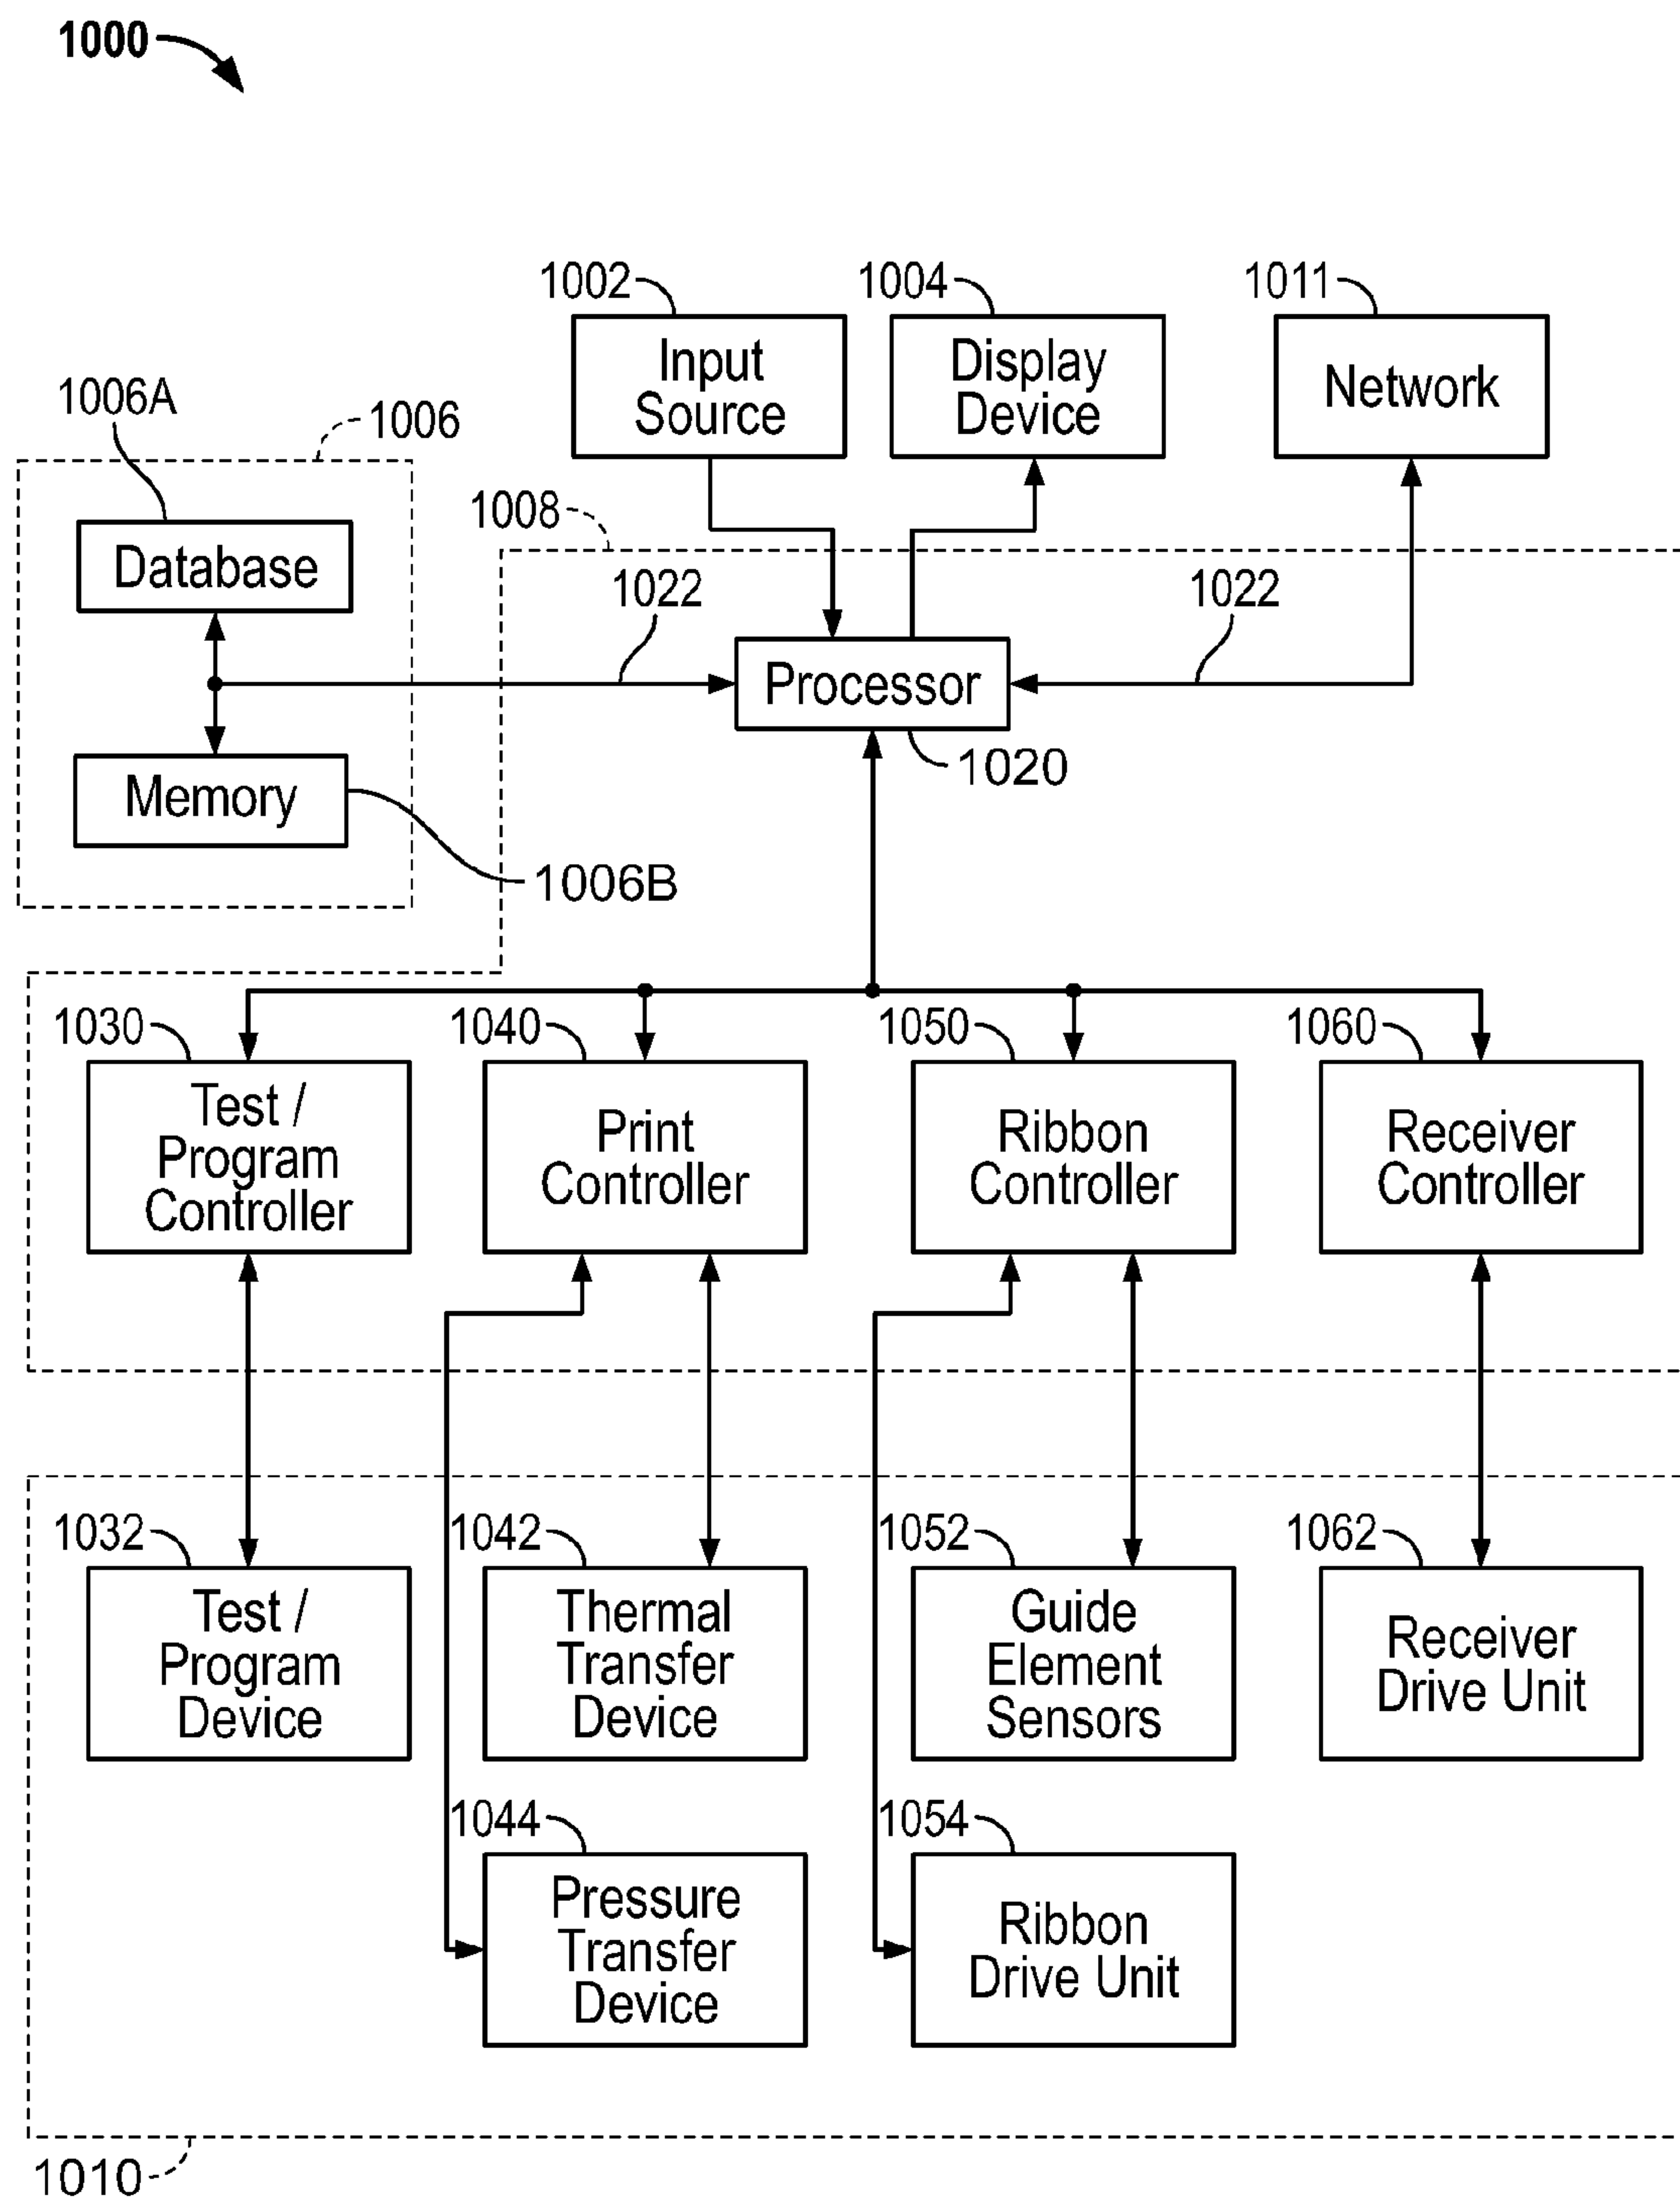 1000
1002
1004
1011
Input
Source
Display
Device
Network
1006A
1006
1008
Database
1022
1022
Processor
1020
Memory
1006B
1030
1040
1050
1060
Test /
Program
Controller
Print
Controller
Ribbon
Controller
Receiver
Controller
1032
1042
1052
1062
Test /
Program
Device
Thermal
Transfer
Device
Guide
Element
Sensors
Receiver
Drive Unit
1044
1054
Pressure
Transfer
Device
Ribbon
Drive Unit
1010